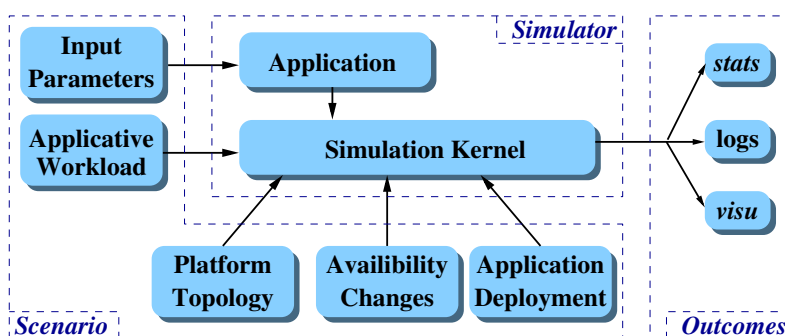 Input
Parameters
Simulator
Application
stats
Applicative
Workload
Simulation Kernel
logs
visu
Platform
Topology
Availibility
Changes
Application
Deployment
Scenario
Outcomes